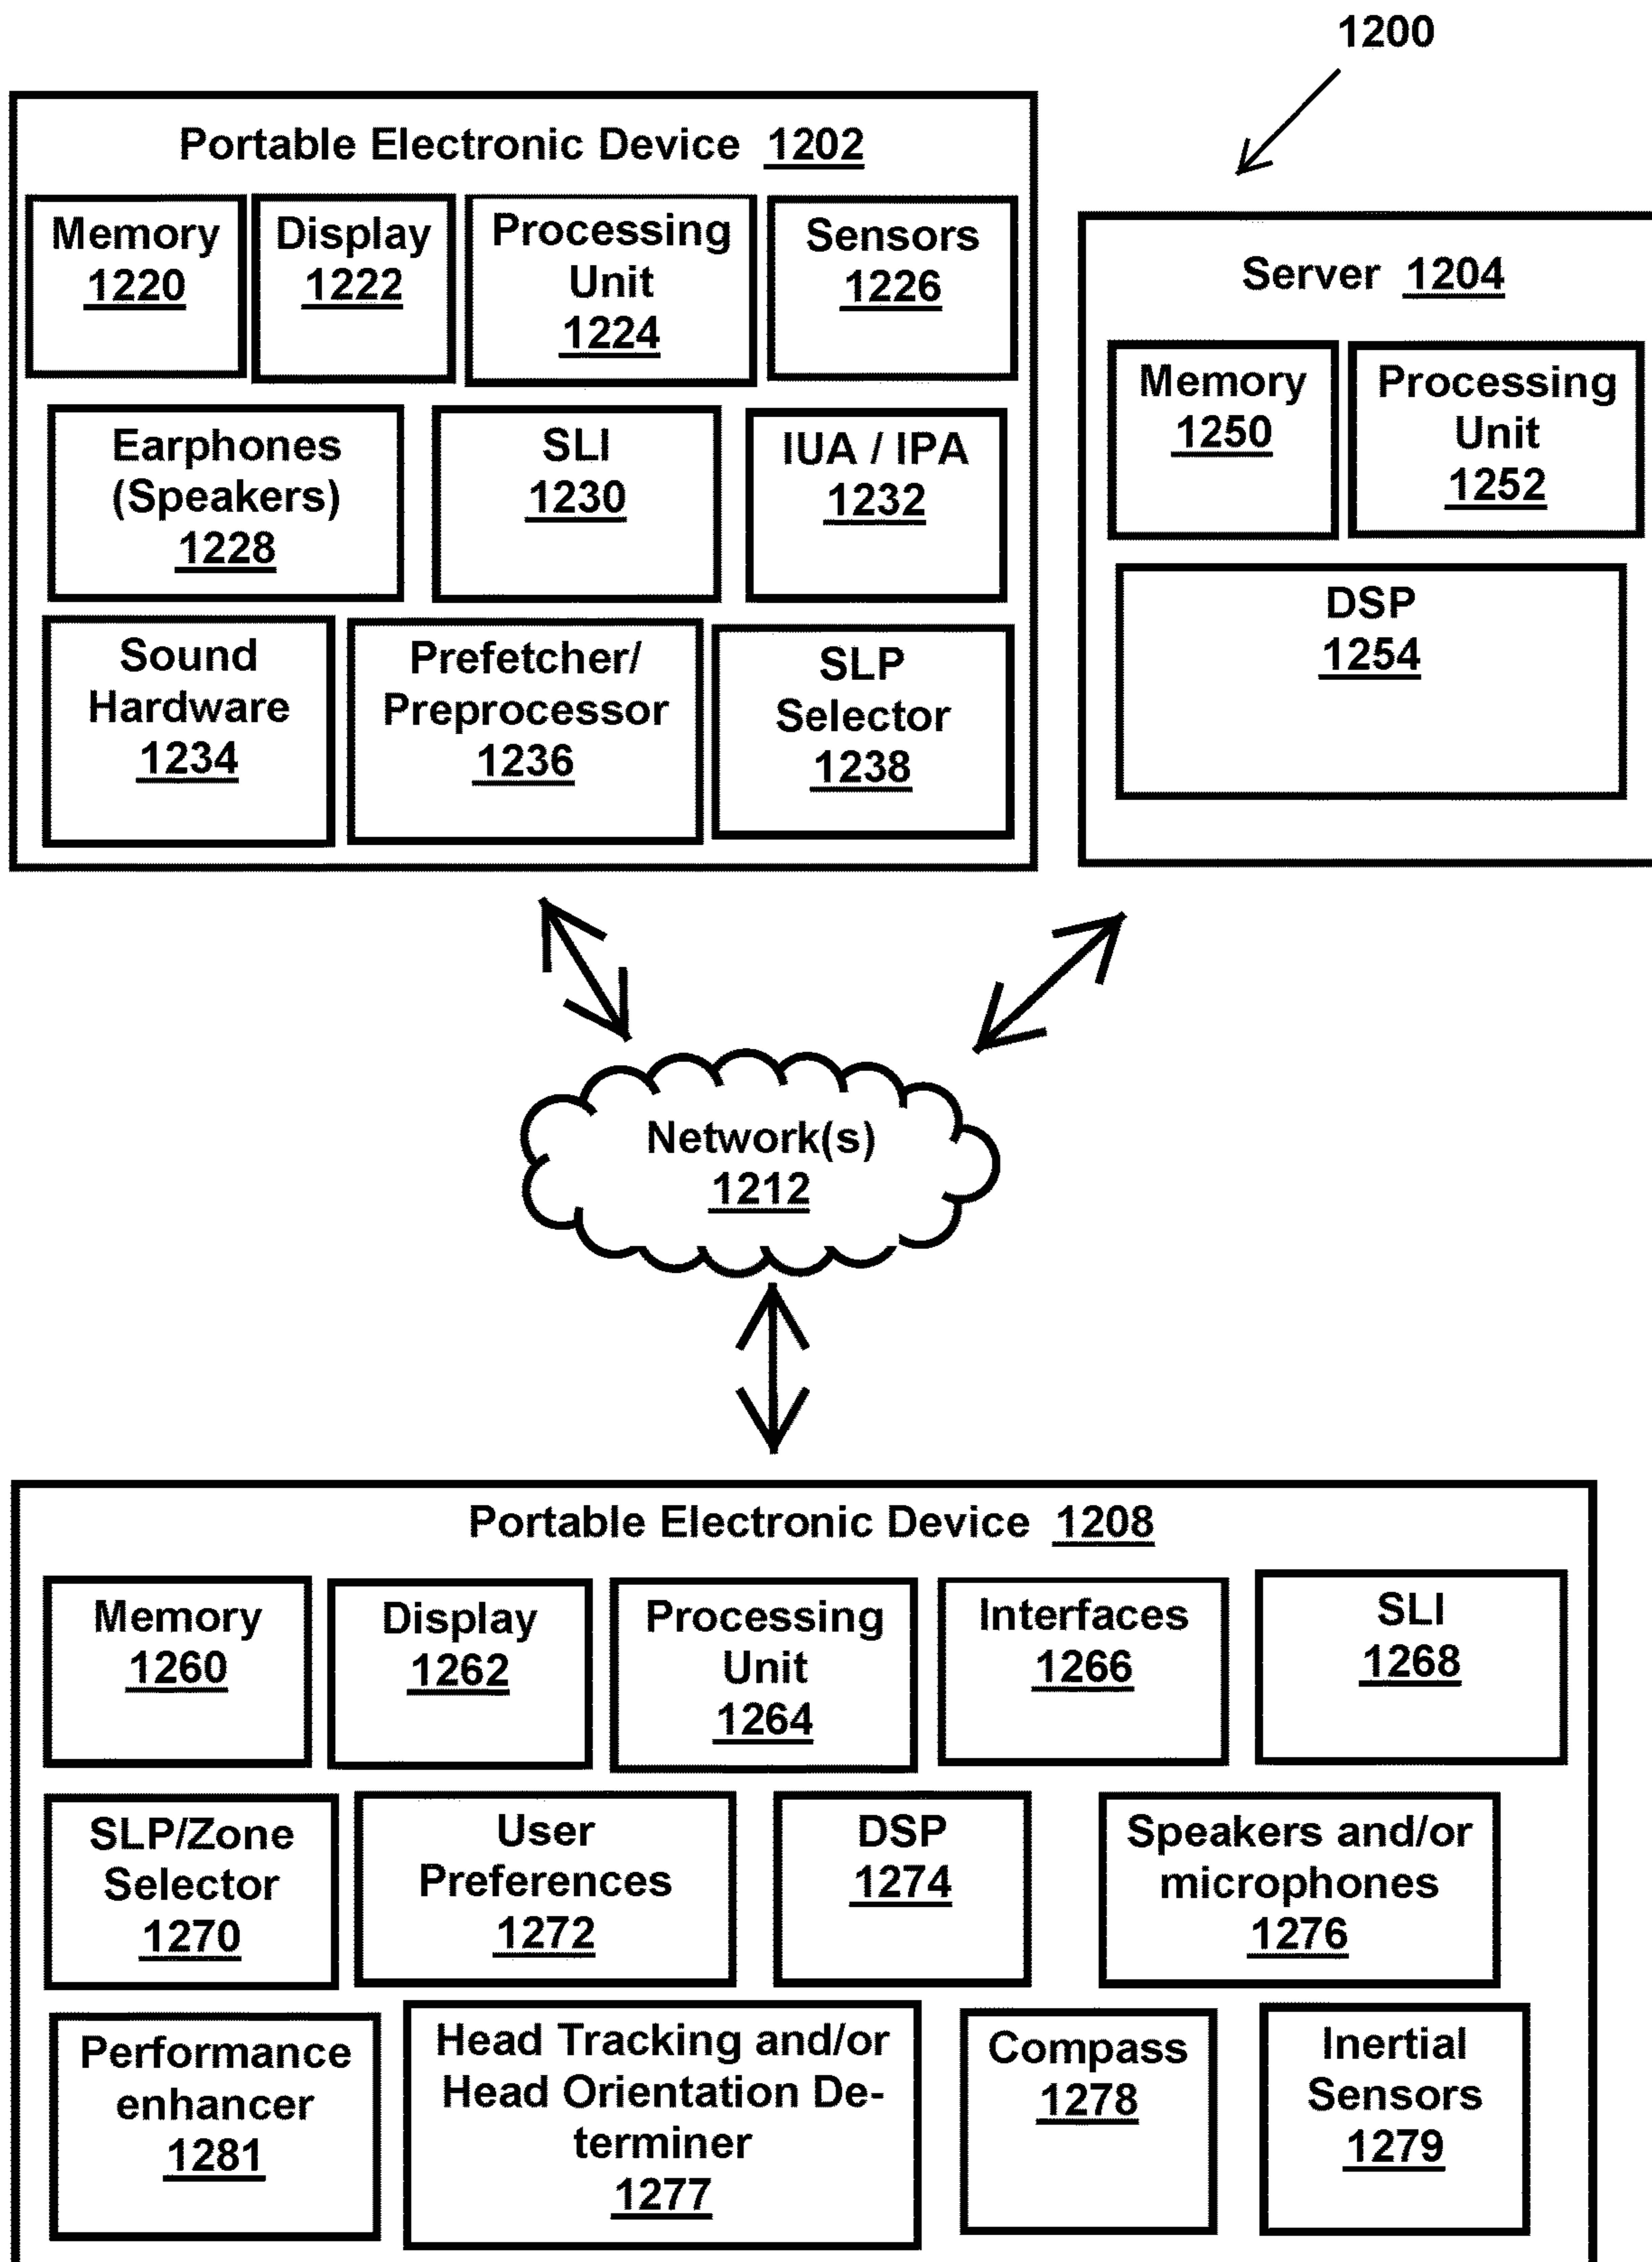 1200
Portable Electronic Device 1202
Memory
1220
Display
1222
Processing
Unit
1224
Sensors
1226
Earphones
(Speakers)
1228
SLI
1230
IUA / IPA
1232
Sound
Hardware
1234
Prefetcher/
Preprocessor
1236
SLP
Selector
1238
Server 1204
Memory
1250
Processing
Unit
1252
DSP
1254
Network(s)
1212
Portable Electronic Device 1208
Memory
1260
Display
1262
Processing
Unit
1264
Interfaces
1266
SLI
1268
SLP/Zone
Selector
1270
User
Preferences
1272
DSP
1274
Speakers and/or
microphones
1276
Performance
enhancer
1281
Head Tracking and/or
Head Orientation De-
terminer
1277
Compass
1278
Inertial
Sensors
1279